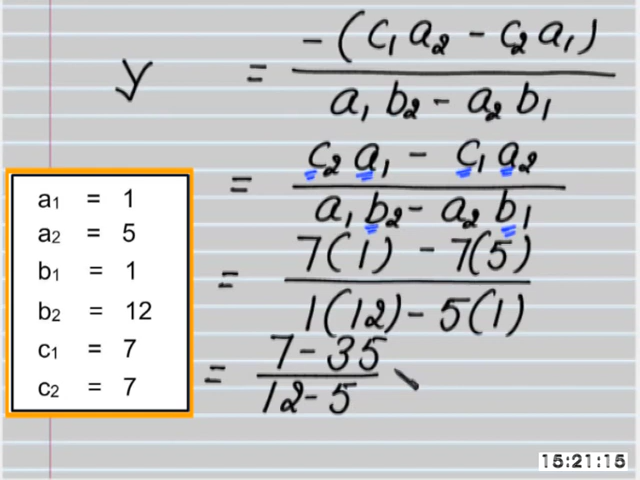 y = -(c₁a₂ - c₂a₁) / a₁b₂ - a₂b₁
= c₂a₁ - c₁a₂ / a₁b₂ - a₂b₁
= 7(1) - 7(5) / 1(12) - 5(1)
= 7 - 35 / 12 - 5
a₁ = 1
a₂ = 5
b₁ = 1
b₂ = 12
c₁ = 7
c₂ = 7
15:21:15